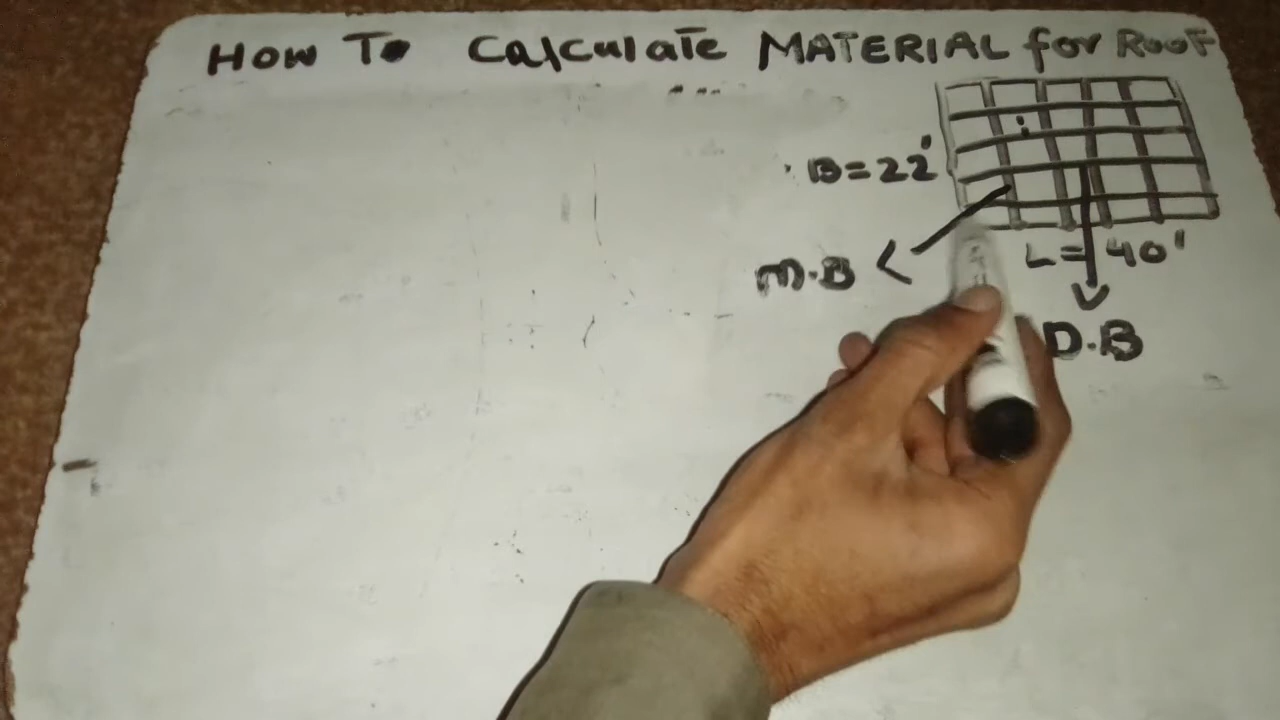 How To Calculate MATERIAL for RooF
B=22'
L=40'
M.B
D.B